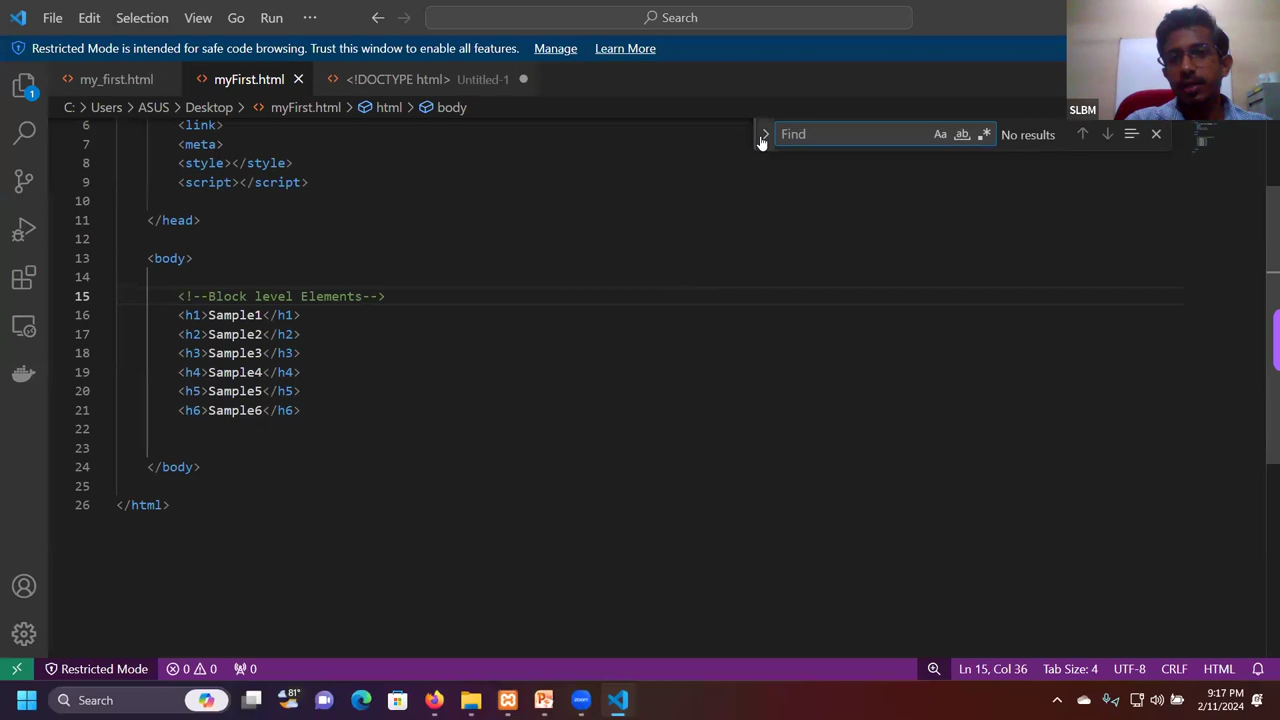 File Edit Selection View Go Run ··· Search
Restricted Mode is intended for safe code browsing. Trust this window to enable all features. Manage Learn More
my_first.html myFirst.html <!DOCTYPE html> Untitled-1
SLBM
C: > Users > ASUS > Desktop > myFirst.html > html > body
Find Aa ab No results
6 <link>
7 <meta>
8 <style></style>
9 <script></script>
10
11 </head>
12
13 <body>
14
15 <!--Block level Elements-->
16 <h1>Sample1</h1>
17 <h2>Sample2</h2>
18 <h3>Sample3</h3>
19 <h4>Sample4</h4>
20 <h5>Sample5</h5>
21 <h6>Sample6</h6>
22
23
24 </body>
25
26 </html>
1
Restricted Mode 0 0 0 Ln 15, Col 36 Tab Size: 4 UTF-8 CRLF HTML
Search 81° zoom 9:17 PM
2/11/2024